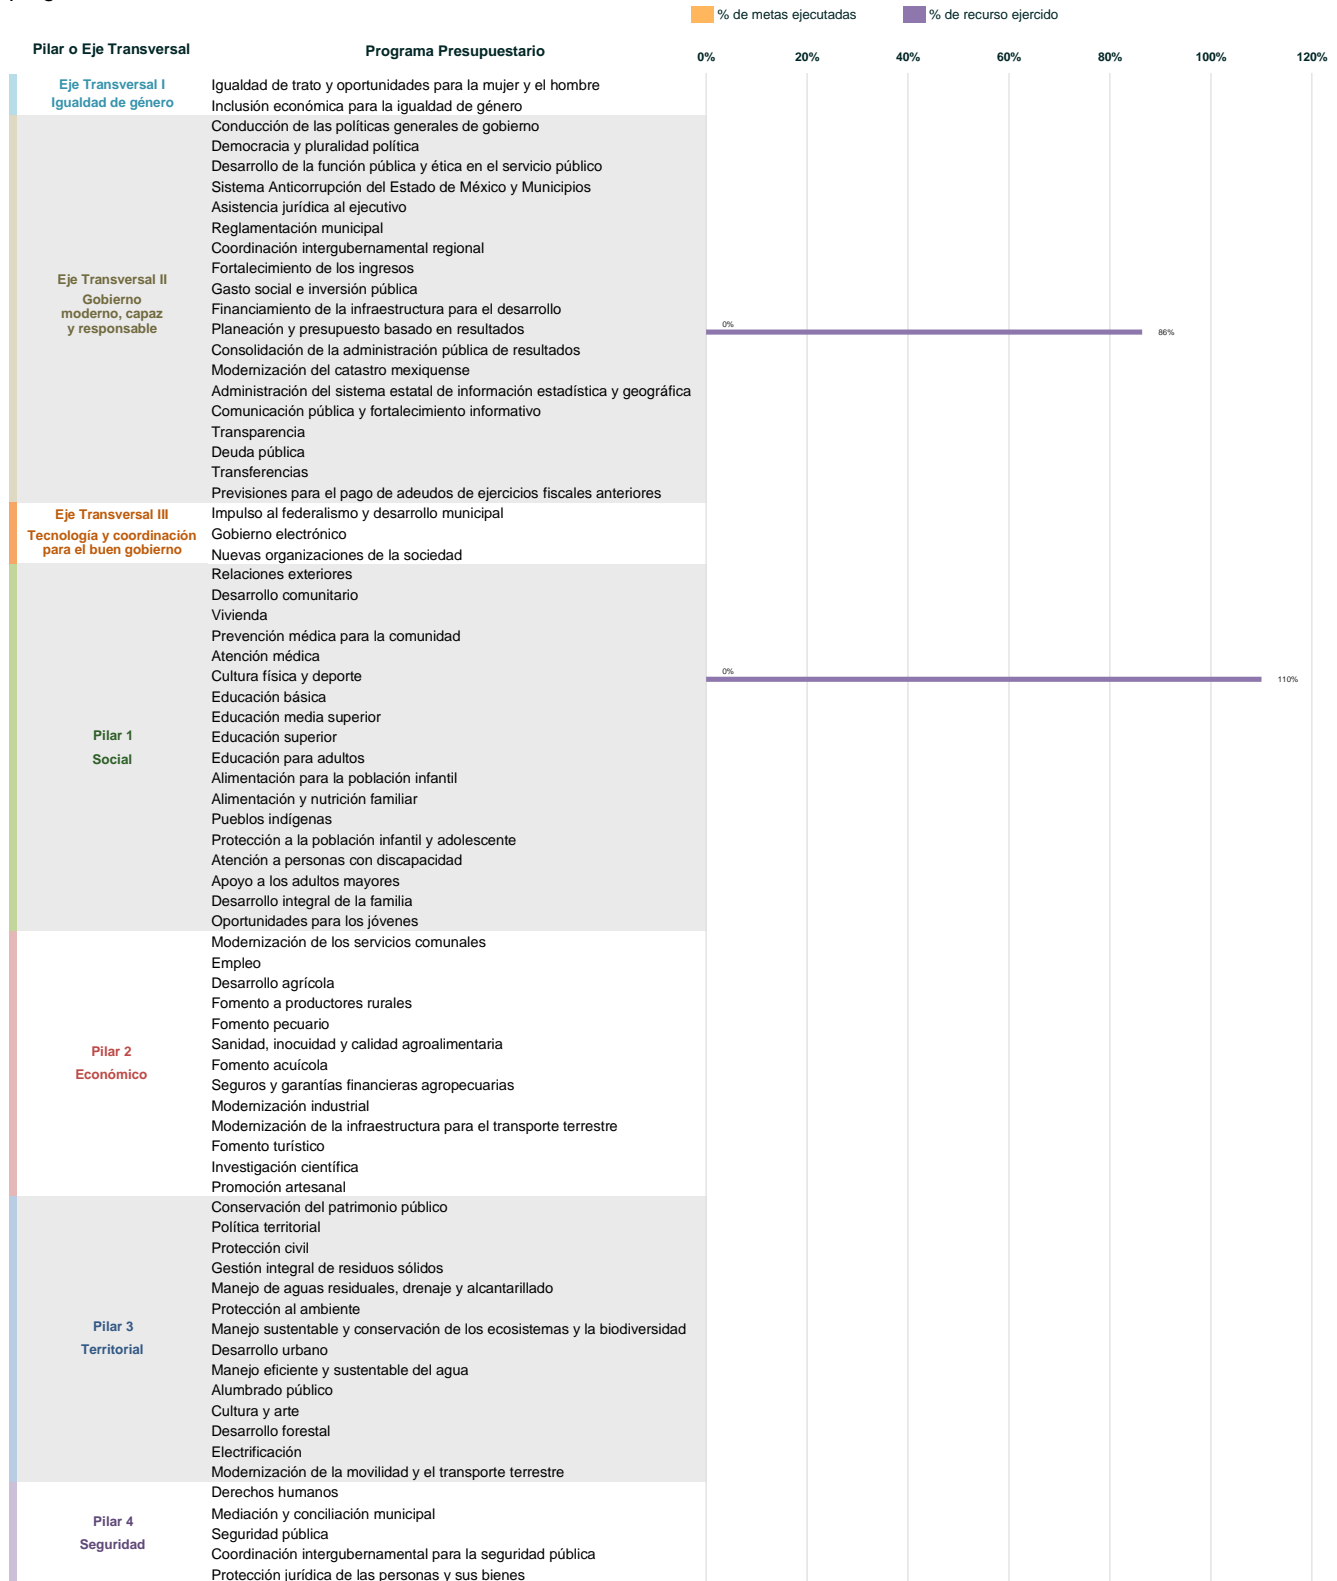 % de metas ejecutadas % de recurso ejercido
Pilar o Eje Transversal Programa Presupuestario 0% 20% 40% 60% 80% 100% 120%
Eje Transversal I
Igualdad de género
Igualdad de trato y oportunidades para la mujer y el hombre
Inclusión económica para la igualdad de género
Eje Transversal II
Gobierno
moderno, capaz
y responsable
Conducción de las políticas generales de gobierno
Democracia y pluralidad política
Desarrollo de la función pública y ética en el servicio público
Sistema Anticorrupción del Estado de México y Municipios
Asistencia jurídica al ejecutivo
Reglamentación municipal
Coordinación intergubernamental regional
Fortalecimiento de los ingresos
Gasto social e inversión pública
Financiamiento de la infraestructura para el desarrollo
Planeación y presupuesto basado en resultados 0% 86%
Consolidación de la administración pública de resultados
Modernización del catastro mexiquense
Administración del sistema estatal de información estadística y geográfica
Comunicación pública y fortalecimiento informativo
Transparencia
Deuda pública
Transferencias
Previsiones para el pago de adeudos de ejercicios fiscales anteriores
Eje Transversal III
Tecnología y coordinación
para el buen gobierno
Impulso al federalismo y desarrollo municipal
Gobierno electrónico
Nuevas organizaciones de la sociedad
Pilar 1
Social
Relaciones exteriores
Desarrollo comunitario
Vivienda
Prevención médica para la comunidad
Atención médica
Cultura física y deporte 0% 110%
Educación básica
Educación media superior
Educación superior
Educación para adultos
Alimentación para la población infantil
Alimentación y nutrición familiar
Pueblos indígenas
Protección a la población infantil y adolescente
Atención a personas con discapacidad
Apoyo a los adultos mayores
Desarrollo integral de la familia
Oportunidades para los jóvenes
Pilar 2
Económico
Modernización de los servicios comunales
Empleo
Desarrollo agrícola
Fomento a productores rurales
Fomento pecuario
Sanidad, inocuidad y calidad agroalimentaria
Fomento acuícola
Seguros y garantías financieras agropecuarias
Modernización industrial
Modernización de la infraestructura para el transporte terrestre
Fomento turístico
Investigación científica
Promoción artesanal
Pilar 3
Territorial
Conservación del patrimonio público
Política territorial
Protección civil
Gestión integral de residuos sólidos
Manejo de aguas residuales, drenaje y alcantarillado
Protección al ambiente
Manejo sustentable y conservación de los ecosistemas y la biodiversidad
Desarrollo urbano
Manejo eficiente y sustentable del agua
Alumbrado público
Cultura y arte
Desarrollo forestal
Electrificación
Modernización de la movilidad y el transporte terrestre
Pilar 4
Seguridad
Derechos humanos
Mediación y conciliación municipal
Seguridad pública
Coordinación intergubernamental para la seguridad pública
Protección jurídica de las personas y sus bienes